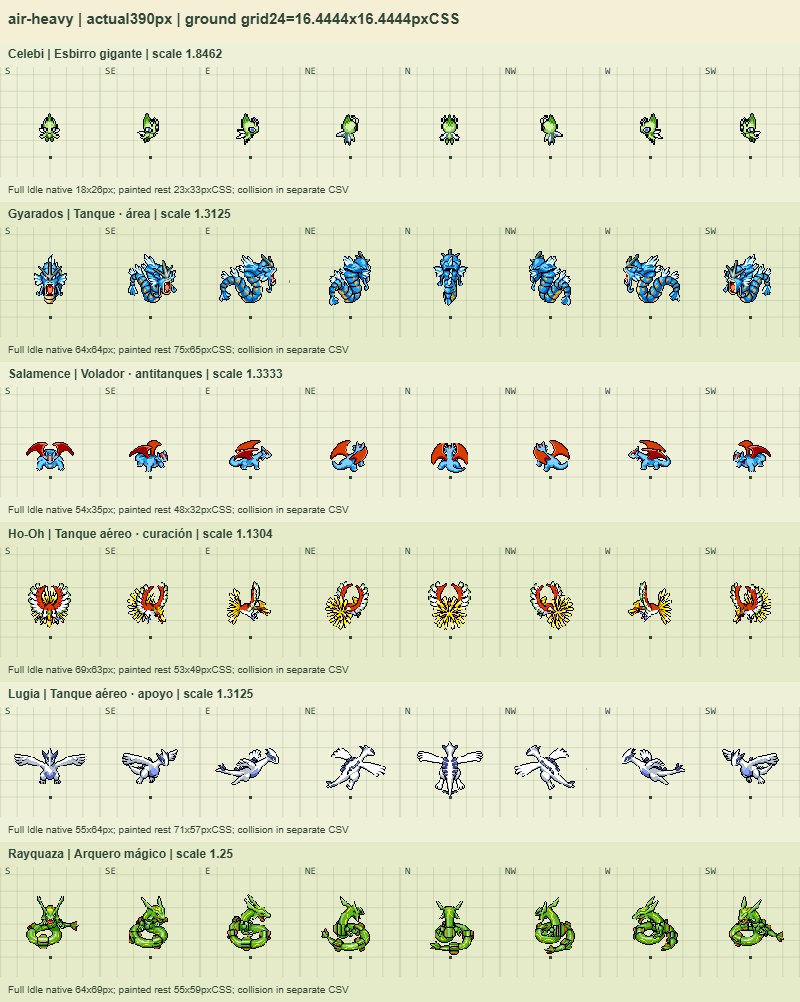 air-heavy | actual390px | ground grid24=16.4444x16.4444pxCSS
Celebi | Esbirro gigante | scale 1.8462
S SE E NE N NW W SW
Full Idle native 18x26px; painted rest 23x33pxCSS; collision in separate CSV
Gyarados | Tanque · área | scale 1.3125
S SE E NE N NW W SW
Full Idle native 64x64px; painted rest 75x65pxCSS; collision in separate CSV
Salamence | Volador · antitanques | scale 1.3333
S SE E NE N NW W SW
Full Idle native 54x35px; painted rest 48x32pxCSS; collision in separate CSV
Ho-Oh | Tanque aéreo · curación | scale 1.1304
S SE E NE N NW W SW
Full Idle native 69x63px; painted rest 53x49pxCSS; collision in separate CSV
Lugia | Tanque aéreo · apoyo | scale 1.3125
S SE E NE N NW W SW
Full Idle native 55x64px; painted rest 71x57pxCSS; collision in separate CSV
Rayquaza | Arquero mágico | scale 1.25
S SE E NE N NW W SW
Full Idle native 64x69px; painted rest 55x59pxCSS; collision in separate CSV